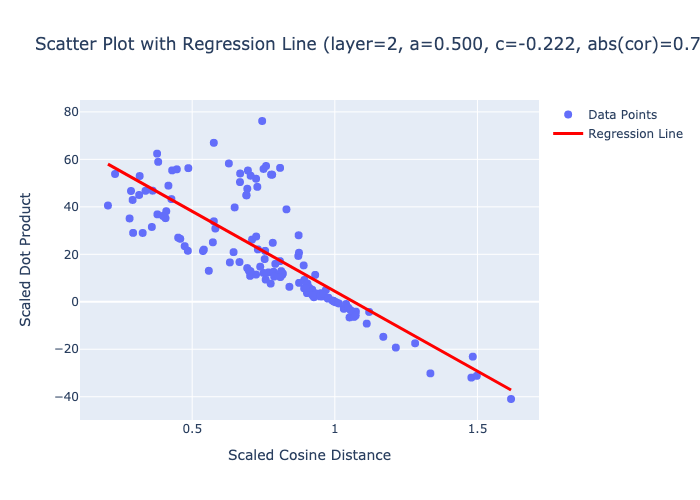 Scatter Plot with Regression Line (layer=2, a=0.500, c=-0.222, abs(cor)=0.7
Data Points
Regression Line
80
60
40
20
0
−20
−40
0.5
1
1.5
Scaled Dot Product
Scaled Cosine Distance